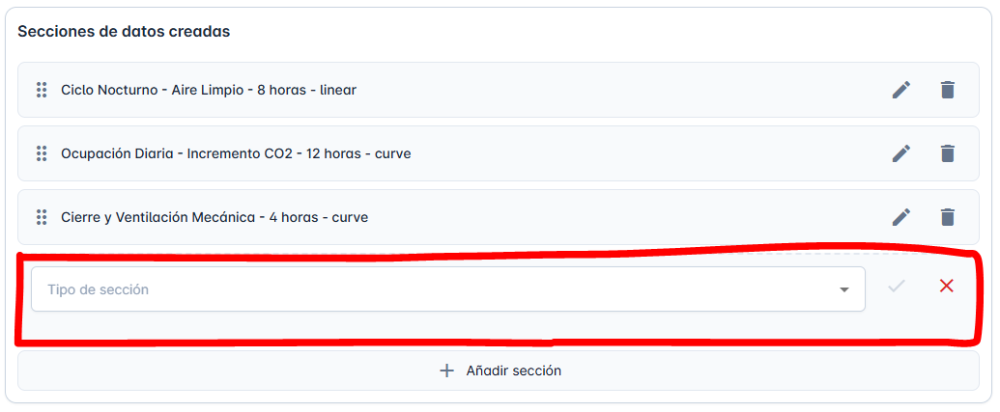 Secciones de datos creadas
Ciclo Nocturno - Aire Limpio - 8 horas - linear
Ocupación Diaria - Incremento CO2 - 12 horas - curve
Cierre y Ventilación Mecánica - 4 horas - curve
Tipo de sección
Añadir sección